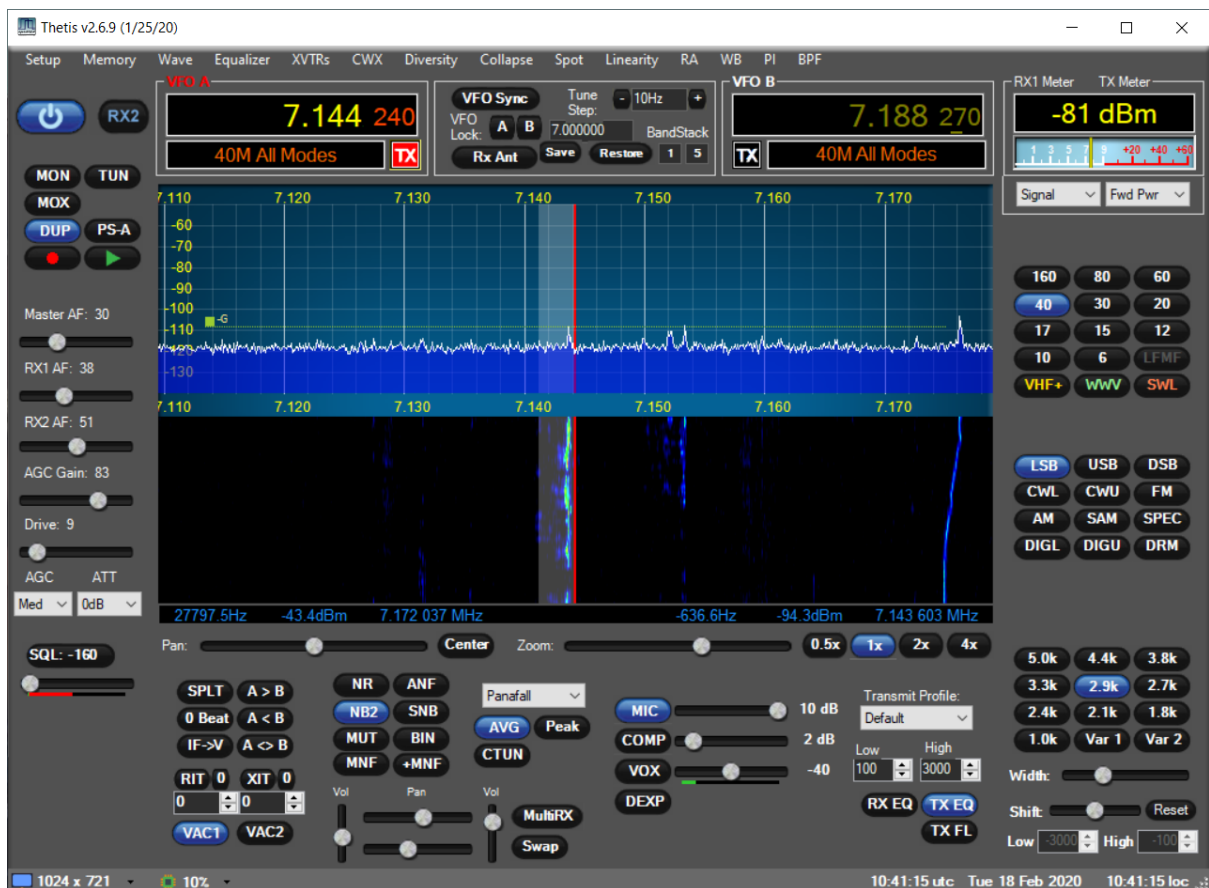 Thetis v2.6.9 (1/25/20)
Setup Memory Wave Equalizer XVTRs CWX Diversity Collapse Spot Linearity RA WB PI BPF
RX2
VFO A
7.144 240
40M All Modes TX
VFO Sync Tune Step: - 10Hz +
VFO Lock: A B 7.000000 BandStack
Rx Ant Save Restore 1 5
VFO B
7.188 270
TX 40M All Modes
RX1 Meter TX Meter
-81 dBm
1 3 5 7 9 +20 +40 +60
Signal Fwd Pwr
MON TUN
MOX
DUP PS-A
Master AF: 30
RX1 AF: 38
RX2 AF: 51
AGC Gain: 83
Drive: 9
AGC ATT
Med 0dB
SQL: -160
7.110 7.120 7.130 7.140 7.150 7.160 7.170
-60
-70
-80
-90
-100
-G
-110
-120
-130
7.110 7.120 7.130 7.140 7.150 7.160 7.170
27797.5Hz -43.4dBm 7.172 037 MHz -636.6Hz -94.3dBm 7.143 603 MHz
Pan: Center Zoom: 0.5x 1x 2x 4x
160 80 60
40 30 20
17 15 12
10 6 LFMF
VHF+ WWV SWL
LSB USB DSB
CWL CWU FM
AM SAM SPEC
DIGL DIGU DRM
SPLT A > B
0 Beat A < B
IF->V A <> B
RIT 0 XIT 0
0 0
VAC1 VAC2
NR ANF
NB2 SNB
MUT BIN
MNF +MNF
Vol Pan Vol
Panafall
AVG Peak
CTUN
MultiRX
Swap
MIC 10 dB
COMP 2 dB
VOX -40
DEXP
Transmit Profile:
Default
Low High
100 3000
RX EQ TX EQ
TX FL
5.0k 4.4k 3.8k
3.3k 2.9k 2.7k
2.4k 2.1k 1.8k
1.0k Var 1 Var 2
Width:
Shift: Reset
Low -3000 High -100
1024 x 721 10% 10:41:15 utc Tue 18 Feb 2020 10:41:15 loc